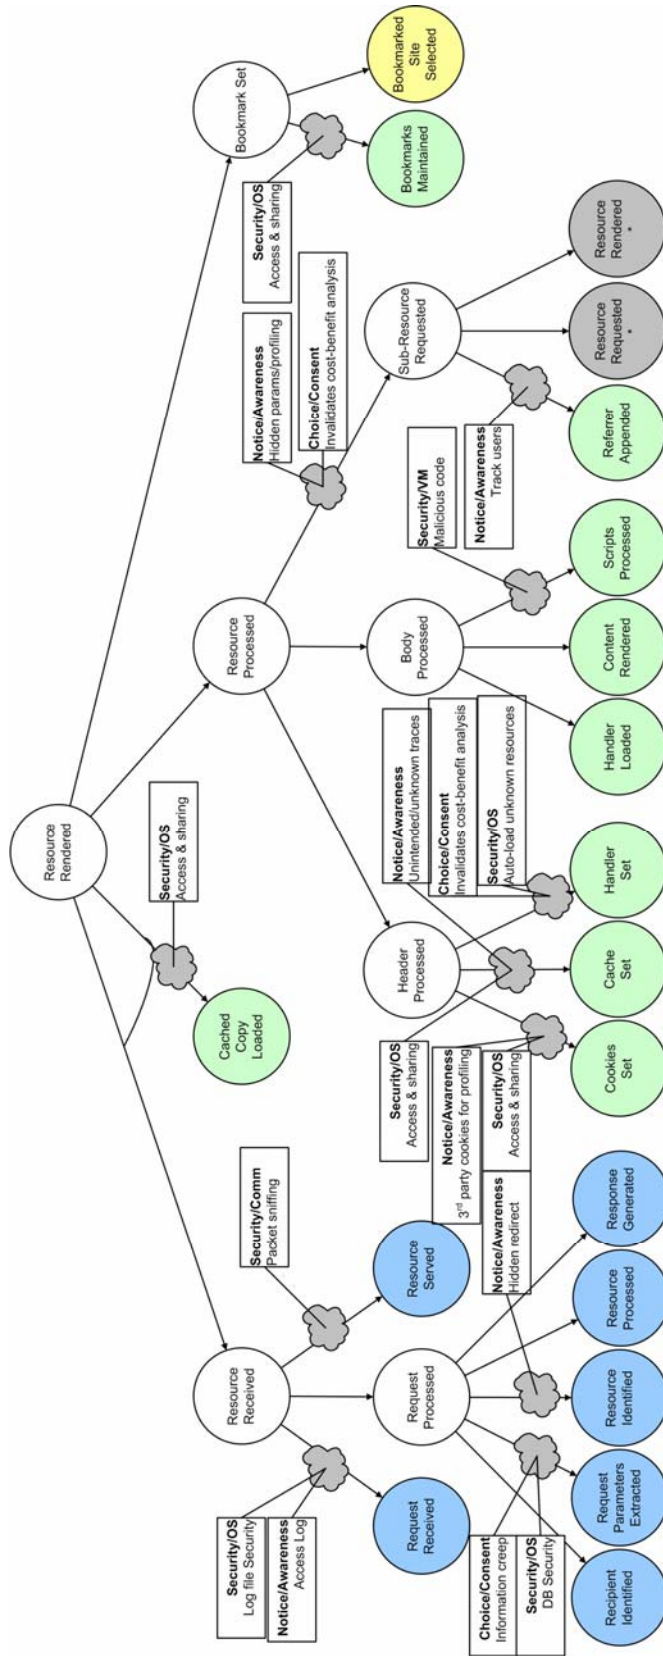 Resource
Rendered
Security/OS
Access & sharing
Cached
Copy
Loaded
Resource
Received
Security/OS
Log file Security
Notice/Awareness
Access Log
Security/Comm
Packet sniffing
Request
Received
Request
Processed
Resource
Served
Choice/Consent
Information creep
Security/OS
DB Security
Notice/Awareness
Hidden redirect
Recipient
Identified
Request
Parameters
Extracted
Resource
Identified
Resource
Processed
Response
Generated
Resource
Processed
Notice/Awareness
Hidden params/profiling
Choice/Consent
Invalidates cost-benefit analysis
Header
Processed
Security/OS
Access & sharing
Notice/Awareness
3rd party cookies for profiling
Security/OS
Access & sharing
Notice/Awareness
Unintended/unknown traces
Choice/Consent
Invalidates cost-benefit analysis
Security/OS
Auto-load unknown resources
Cookies
Set
Cache
Set
Handler
Set
Body
Processed
Security/VM
Malicious code
Handler
Loaded
Content
Rendered
Scripts
Processed
Sub-Resource
Requested
Notice/Awareness
Track users
Referrer
Appended
Resource
Requested
*
Resource
Rendered
*
Bookmark Set
Security/OS
Access & sharing
Bookmarks
Maintained
Bookmarked
Site
Selected